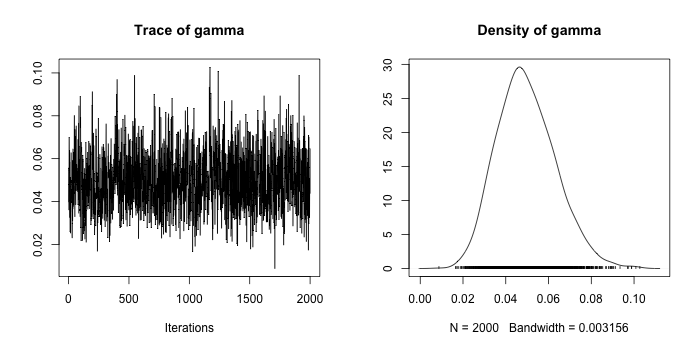 Trace of gamma
0.02 0.04 0.06 0.08 0.10
0 500 1000 1500 2000
Iterations
Density of gamma
0 5 10 15 20 25 30
0.00 0.02 0.04 0.06 0.08 0.10
N = 2000 Bandwidth = 0.003156